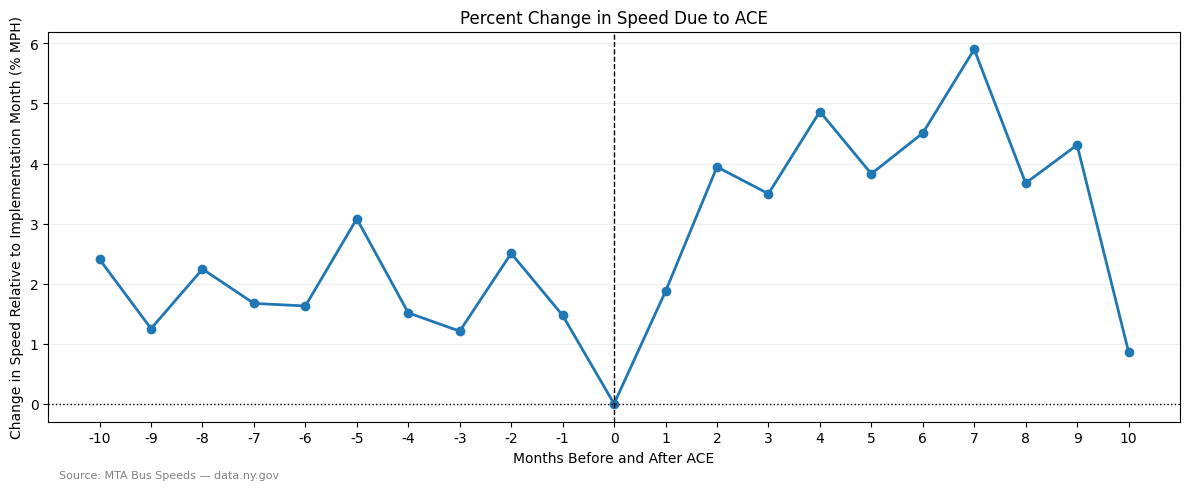 Percent Change in Speed Due to ACE
Change in Speed Relative to Implementation Month (% MPH)
6
5
4
3
2
1
0
-10 -9 -8 -7 -6 -5 -4 -3 -2 -1 0 1 2 3 4 5 6 7 8 9 10
Months Before and After ACE
Source: MTA Bus Speeds — data.ny.gov